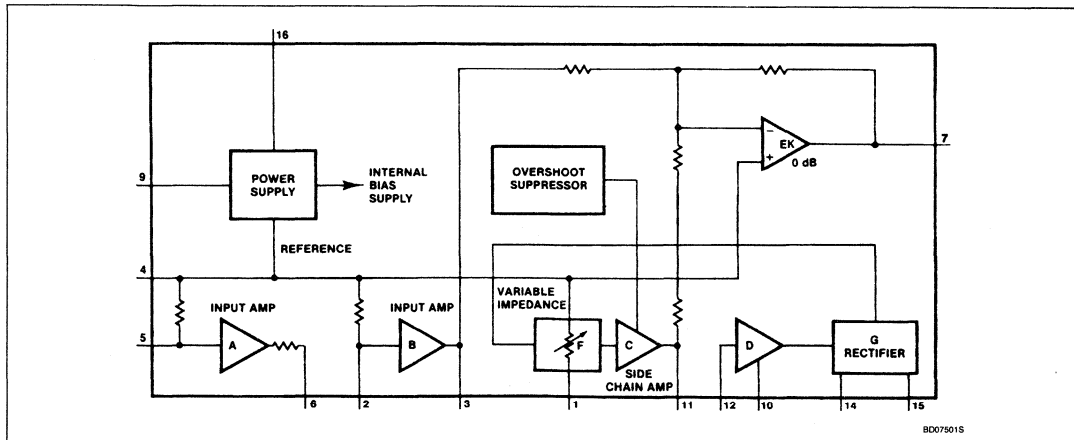 16
7
9
POWER
SUPPLY
INTERNAL
BIAS
SUPPLY
OVERSHOOT
SUPPRESSOR
−
EK
+
0 dB
REFERENCE
4
INPUT AMP
INPUT AMP
VARIABLE
IMPEDANCE
5
A
B
F
C
SIDE
CHAIN AMP
D
G
RECTIFIER
6
2
3
1
11
12
10
14
15
BD07501S